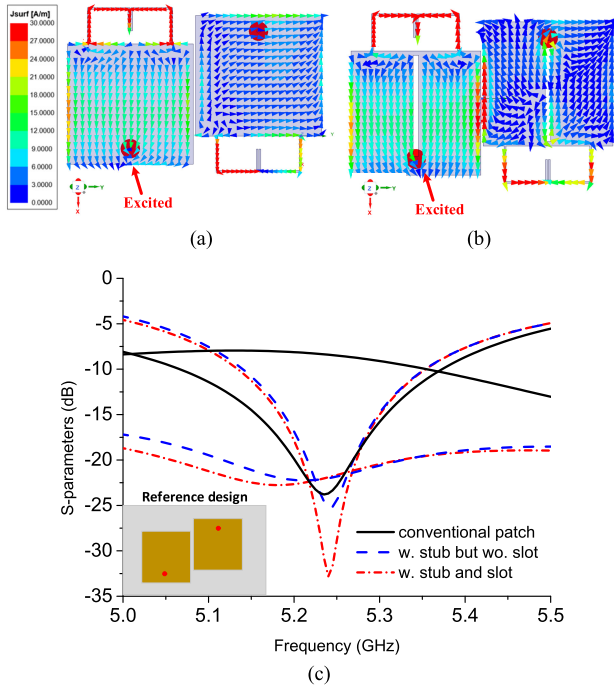 Jsurf [A/m]
30.0000
27.0000
24.0000
21.0000
18.0000
15.0000
12.0000
9.0000
6.0000
3.0000
0.0000
Z
Y
X
Y
Excited
Z
Y
X
Excited
(a)
(b)
0
-5
-10
-15
-20
-25
-30
-35
S-parameters (dB)
Reference design
conventional patch
w. stub but wo. slot
w. stub and slot
5.0
5.1
5.2
5.3
5.4
5.5
Frequency (GHz)
(c)